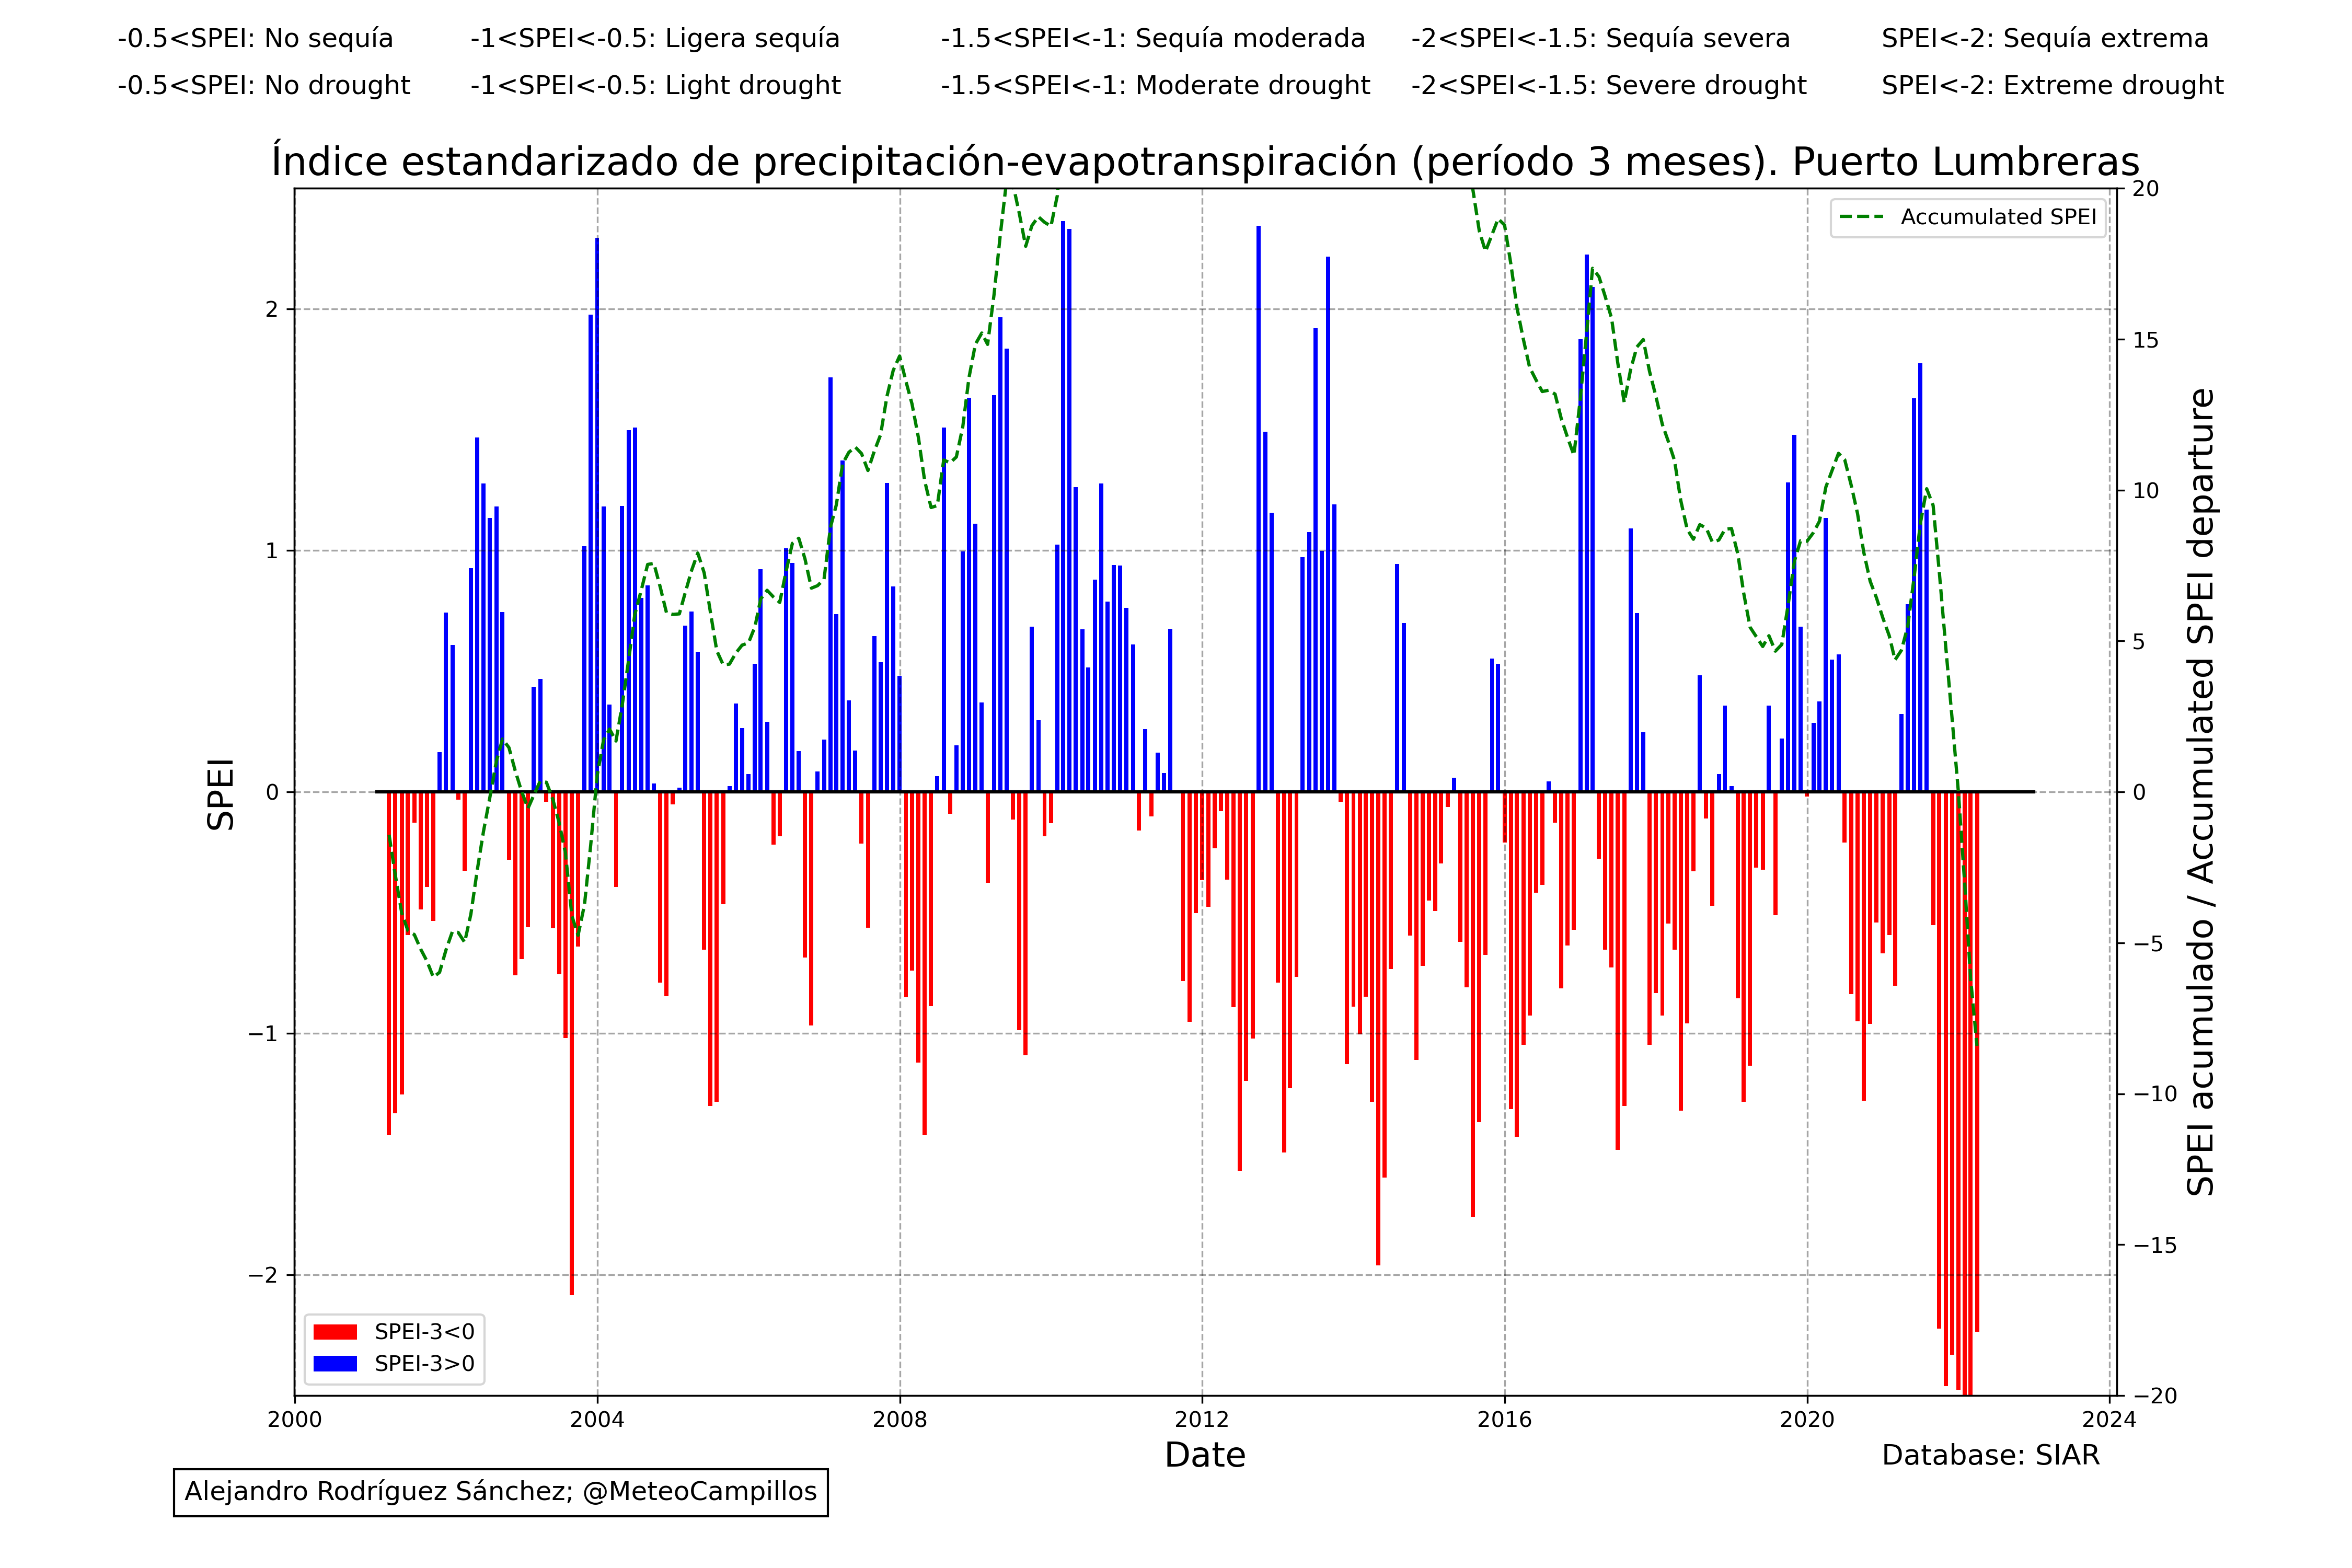 -0.5<SPEI: No sequía -1<SPEI<-0.5: Ligera sequía -1.5<SPEI<-1: Sequía moderada -2<SPEI<-1.5: Sequía severa SPEI<-2: Sequía extrema
-0.5<SPEI: No drought -1<SPEI<-0.5: Light drought -1.5<SPEI<-1: Moderate drought -2<SPEI<-1.5: Severe drought SPEI<-2: Extreme drought
Índice estandarizado de precipitación-evapotranspiración (período 3 meses). Puerto Lumbreras
Accumulated SPEI
2
1
0
−1
−2
SPEI
20
15
10
5
0
−5
−10
−15
−20
SPEI acumulado / Accumulated SPEI departure
SPEI-3<0
SPEI-3>0
2000 2004 2008 2012 2016 2020 2024
Date
Database: SIAR
Alejandro Rodríguez Sánchez; @MeteoCampillos